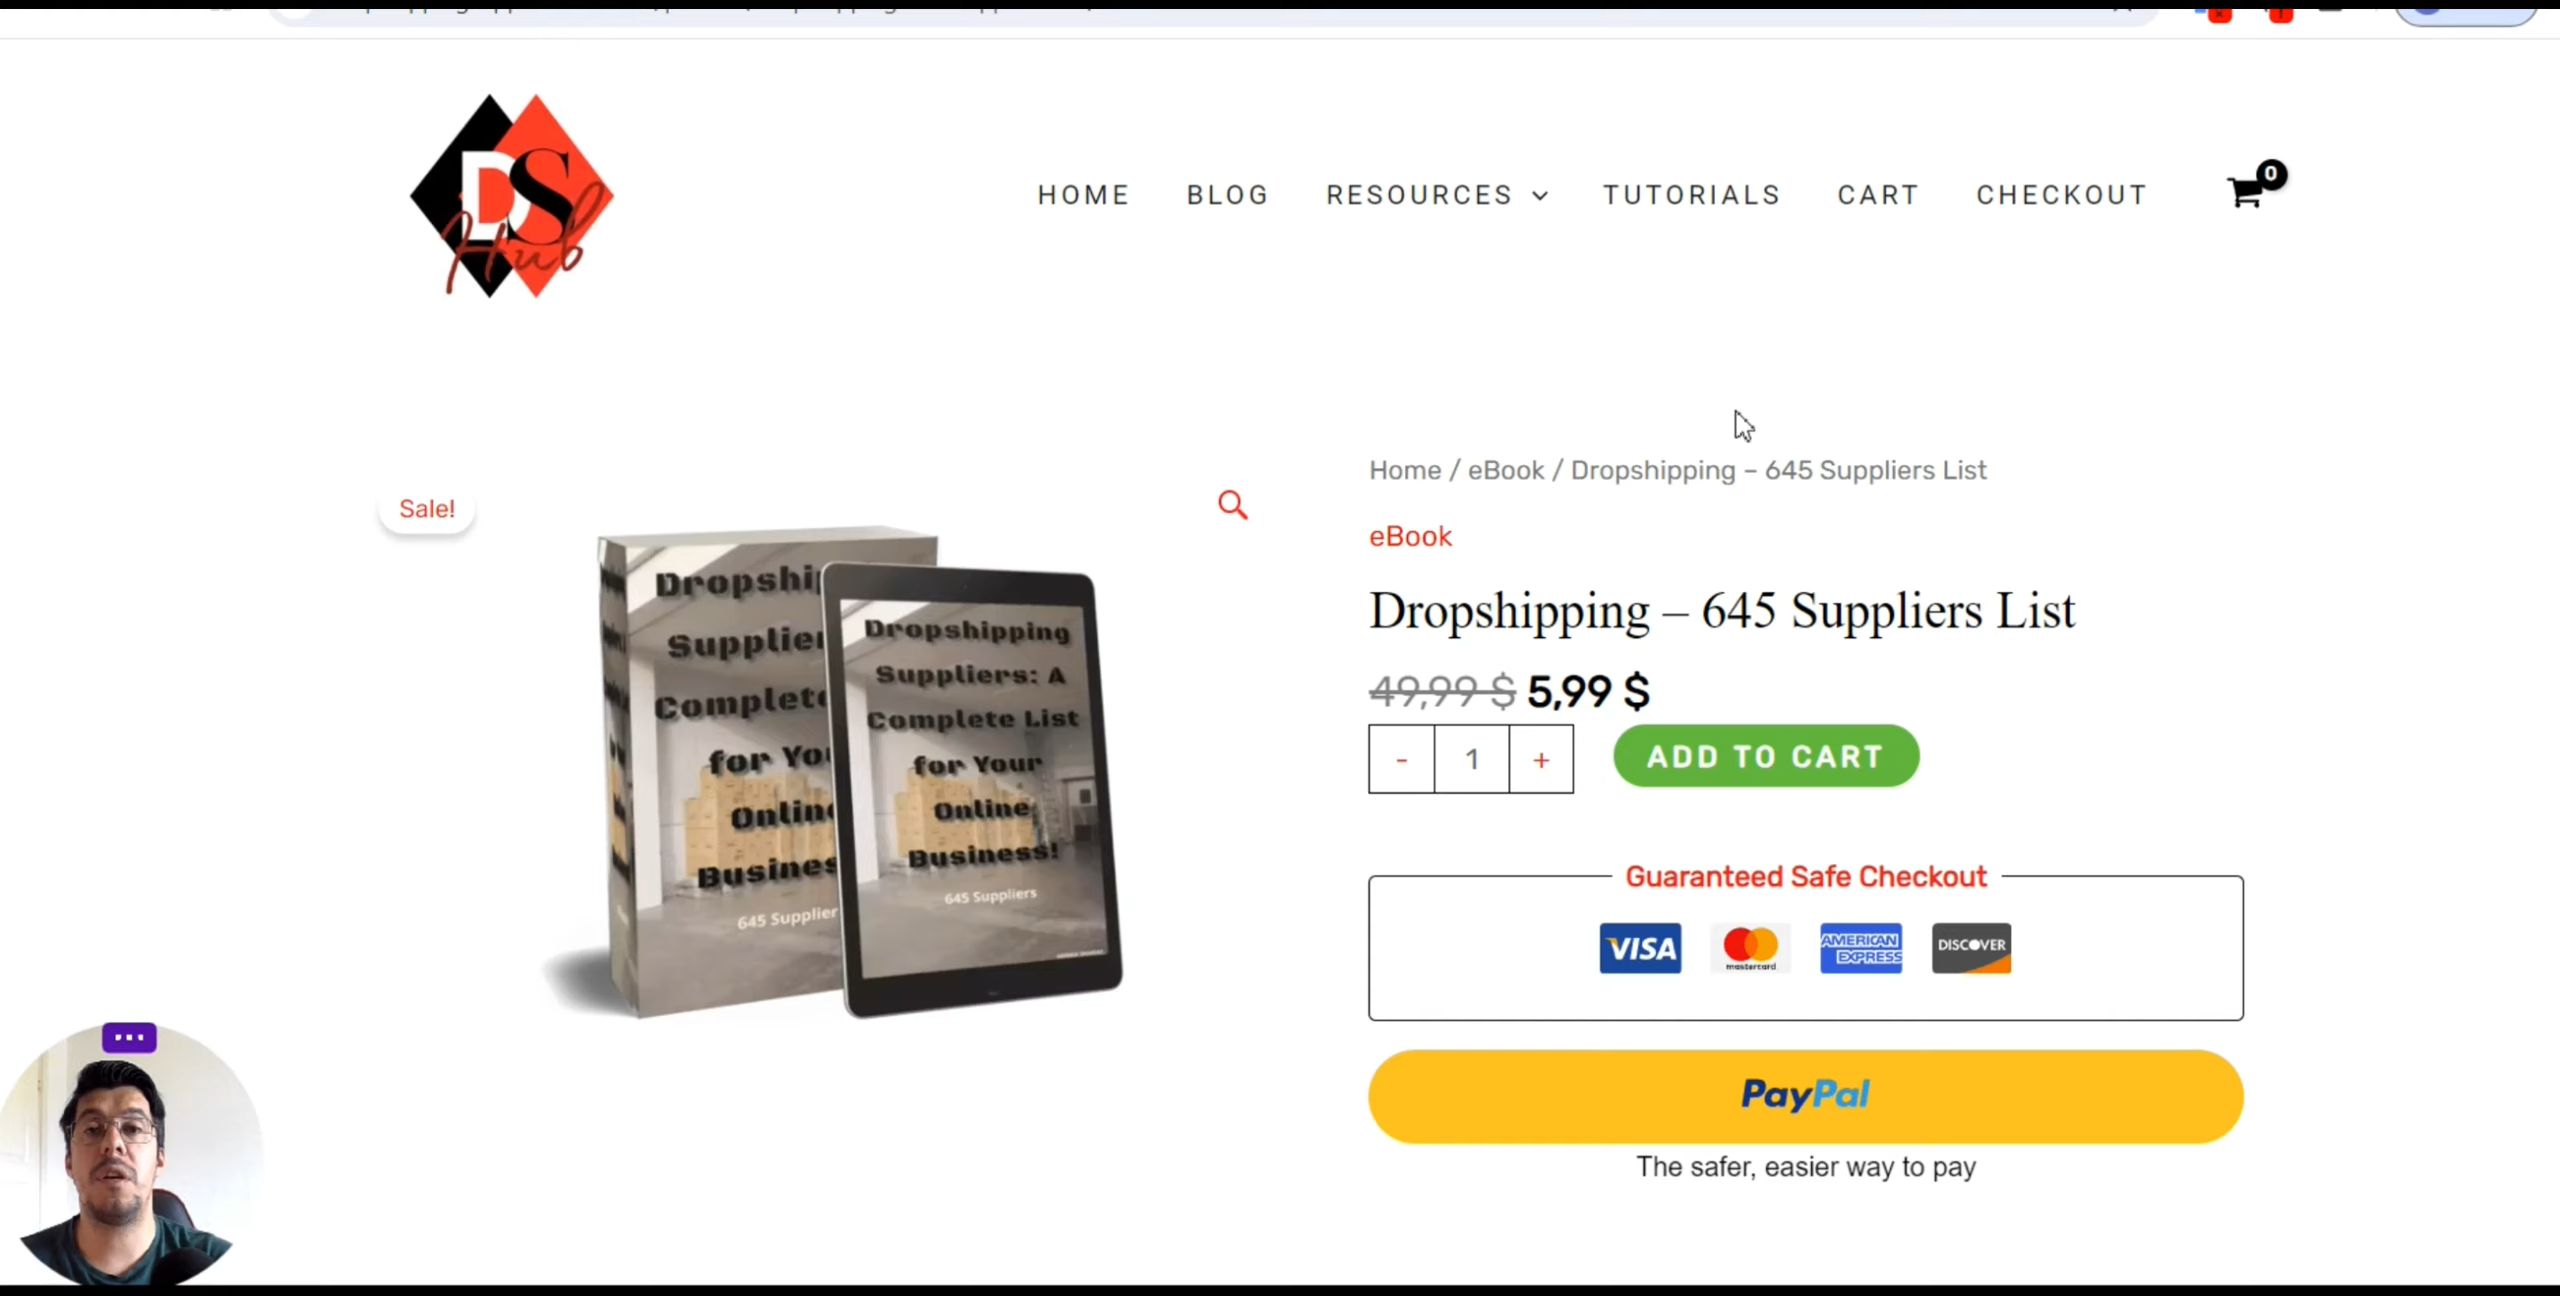 DS
Hub
HOME BLOG RESOURCES TUTORIALS CART CHECKOUT 0
Home / eBook / Dropshipping – 645 Suppliers List
Sale!
eBook
Dropshipping – 645 Suppliers List
49,99 $ 5,99 $
- 1 + ADD TO CART
Dropshipping
Suppliers: A
Complete List
for Your
Online
Business!
645 Suppliers
Guaranteed Safe Checkout
VISA mastercard AMERICAN EXPRESS DISCOVER
PayPal
The safer, easier way to pay